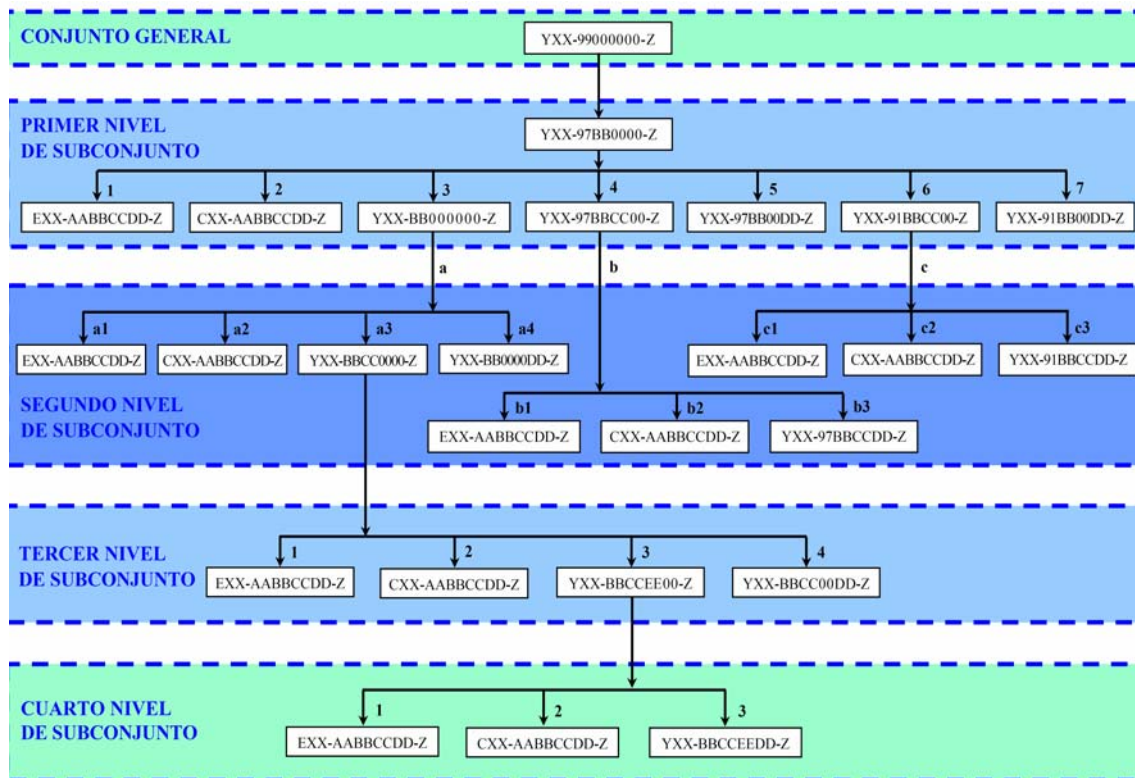 CONJUNTO GENERAL
YXX-99000000-Z
PRIMER NIVEL
DE SUBCONJUNTO
YXX-97BB0000-Z
1
2
3
4
5
6
7
EXX-AABBCCDD-Z
CXX-AABBCCDD-Z
YXX-BB000000-Z
YXX-97BBCC00-Z
YXX-97BB00DD-Z
YXX-91BBCC00-Z
YXX-91BB00DD-Z
a
b
c
a1
a2
a3
a4
c1
c2
c3
EXX-AABBCCDD-Z
CXX-AABBCCDD-Z
YXX-BBCC0000-Z
YXX-BB0000DD-Z
EXX-AABBCCDD-Z
CXX-AABBCCDD-Z
YXX-91BBCCDD-Z
SEGUNDO NIVEL
DE SUBCONJUNTO
b1
b2
b3
EXX-AABBCCDD-Z
CXX-AABBCCDD-Z
YXX-97BBCCDD-Z
TERCER NIVEL
DE SUBCONJUNTO
1
2
3
4
EXX-AABBCCDD-Z
CXX-AABBCCDD-Z
YXX-BBCCEE00-Z
YXX-BBCC00DD-Z
CUARTO NIVEL
DE SUBCONJUNTO
1
2
3
EXX-AABBCCDD-Z
CXX-AABBCCDD-Z
YXX-BBCCEEDD-Z